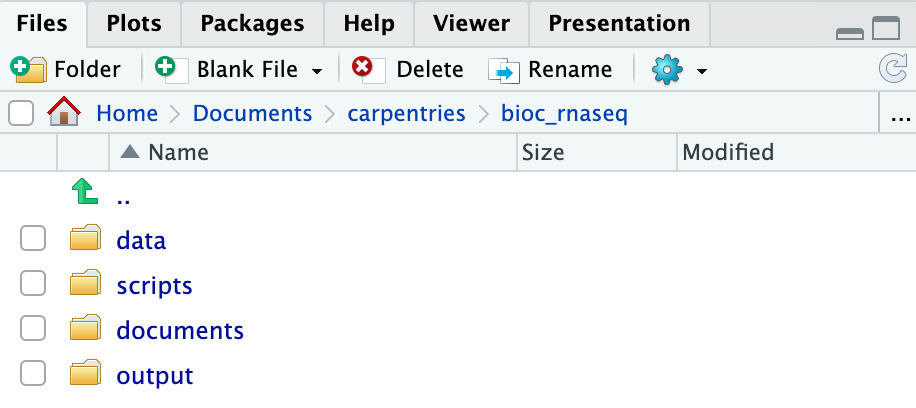 Files Plots Packages Help Viewer Presentation
Folder Blank File Delete Rename
Home Documents carpentries bioc_rnaseq ...
Name Size Modified
..
data
scripts
documents
output